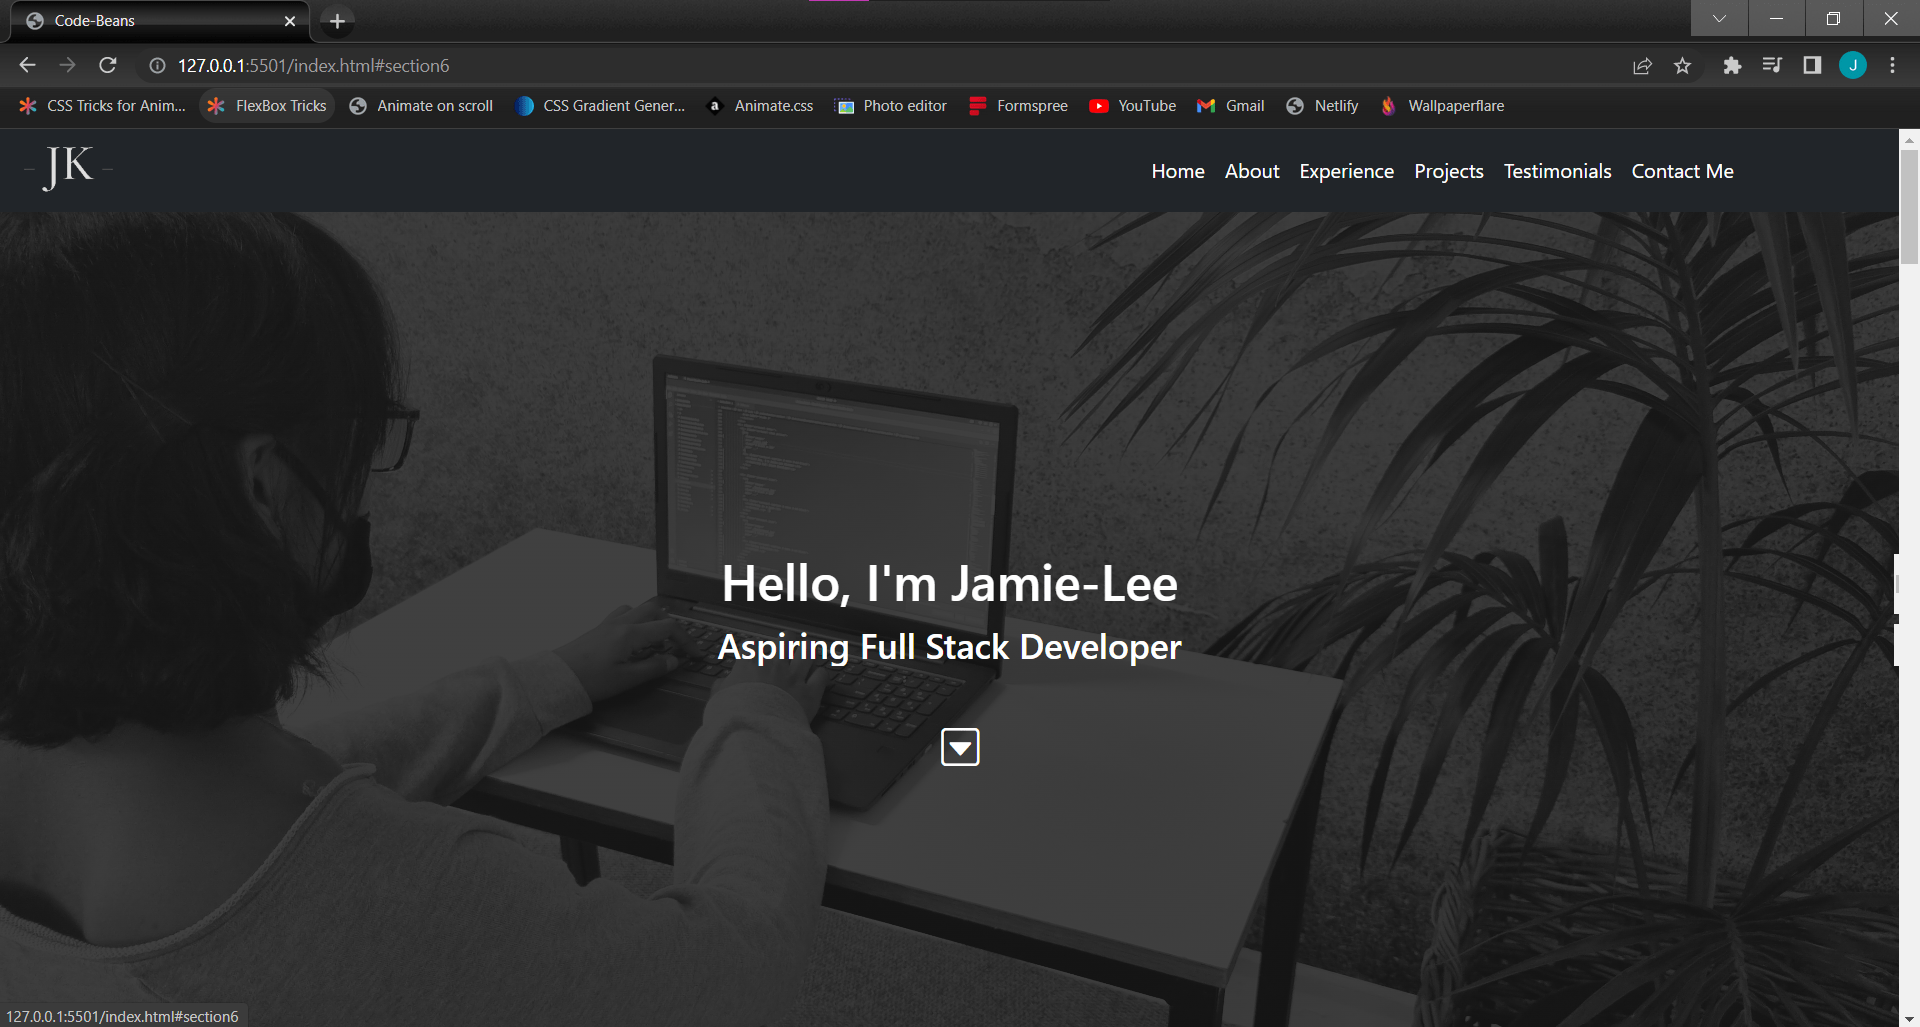 Code-Beans
127.0.0.1:5501/index.html#section6
J
CSS Tricks for Anim... FlexBox Tricks Animate on scroll CSS Gradient Gener... a Animate.css Photo editor Formspree YouTube Gmail Netlify Wallpaperflare
- JK -
Home About Experience Projects Testimonials Contact Me
Hello, I'm Jamie-Lee
Aspiring Full Stack Developer
127.0.0.1:5501/index.html#section6